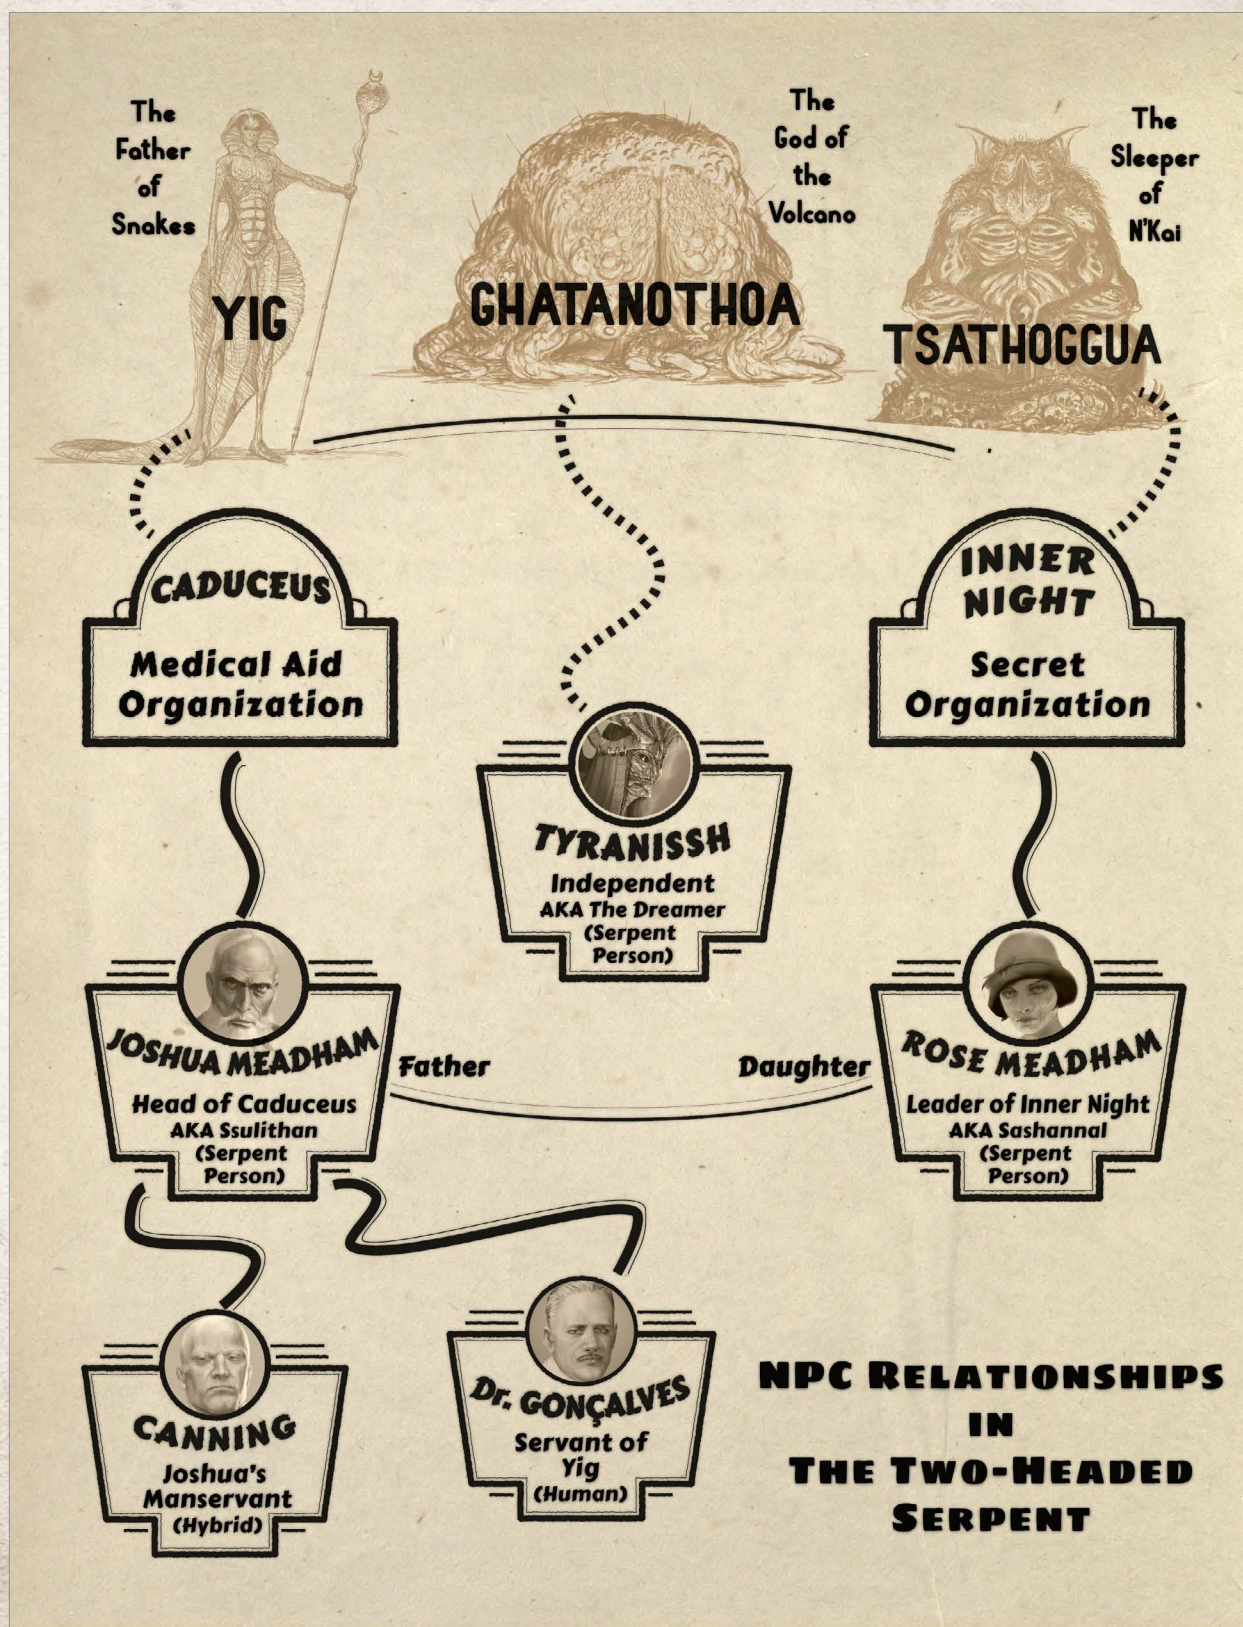 The
Father
of
Snakes
YIG
The
God of
the
Volcano
GHATANOTHOA
The
Sleeper
of
N'Kai
TSATHOGGUA
CADUCEUS
Medical Aid
Organization
INNER
NIGHT
Secret
Organization
TYRANISSH
Independent
AKA The Dreamer
(Serpent
Person)
JOSHUA MEADHAM
Head of Caduceus
AKA Ssulithan
(Serpent
Person)
Father
Daughter
ROSE MEADHAM
Leader of Inner Night
AKA Sashannal
(Serpent
Person)
CANNING
Joshua's
Manservant
(Hybrid)
Dr. GONÇALVES
Servant of
Yig
(Human)
NPC RELATIONSHIPS
IN
THE TWO-HEADED
SERPENT